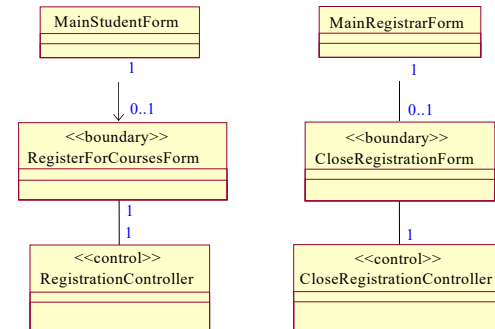 MainStudentForm
1
0..1
<<boundary>>
RegisterForCoursesForm
1
1
<<control>>
RegistrationController
MainRegistrarForm
1
0..1
<<boundary>>
CloseRegistrationForm
1
<<control>>
CloseRegistrationController